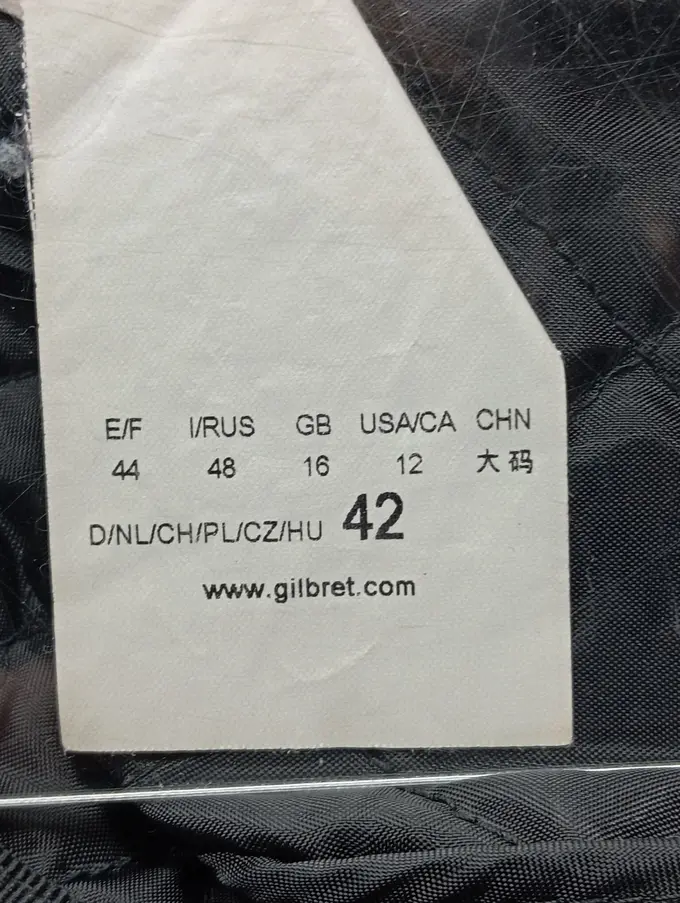 E/F I/RUS GB USA/CA CHN
44 48 16 12 大码
D/NL/CH/PL/CZ/HU 42
www.gilbret.com